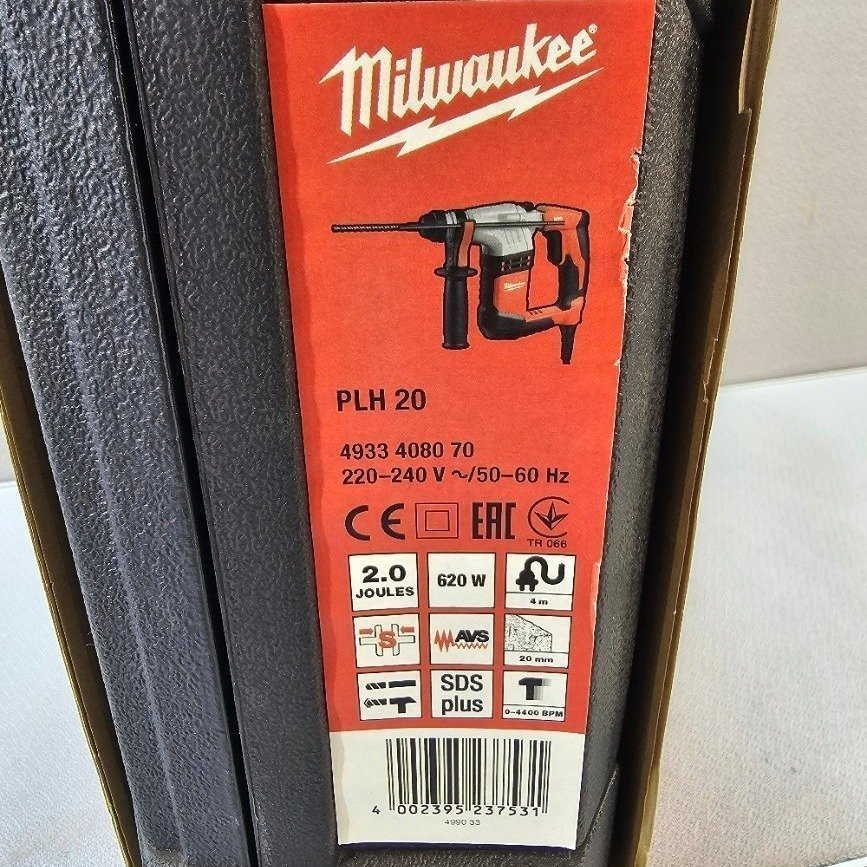 Milwaukee®
Milwaukee
PLH 20
4933 4080 70
220–240 V ~/50–60 Hz
CE EAC
TR 066
2.0
JOULES
620 W
4 m
S
AVS
20 mm
SDS
plus
0–4400 BPM
4 002395 237531
4990 33